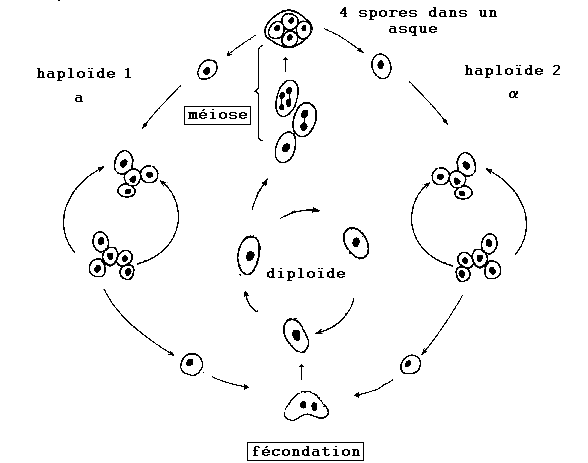 4 spores dans un
asque
haploïde 1
a
haploïde 2
α
méiose
diploïde
fécondation